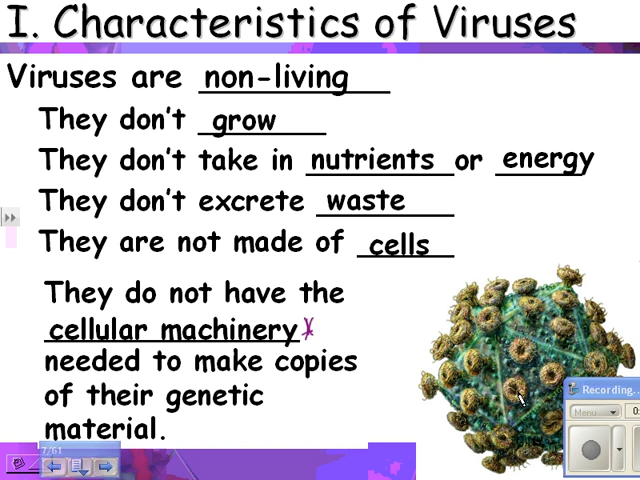 I. Characteristics of Viruses
Viruses are non-living
They don't grow
They don't take in nutrients or energy
They don't excrete waste
They are not made of cells
They do not have the
cellular machinery
needed to make copies
of their genetic
material.
Recording...
Menu
0:
7/61